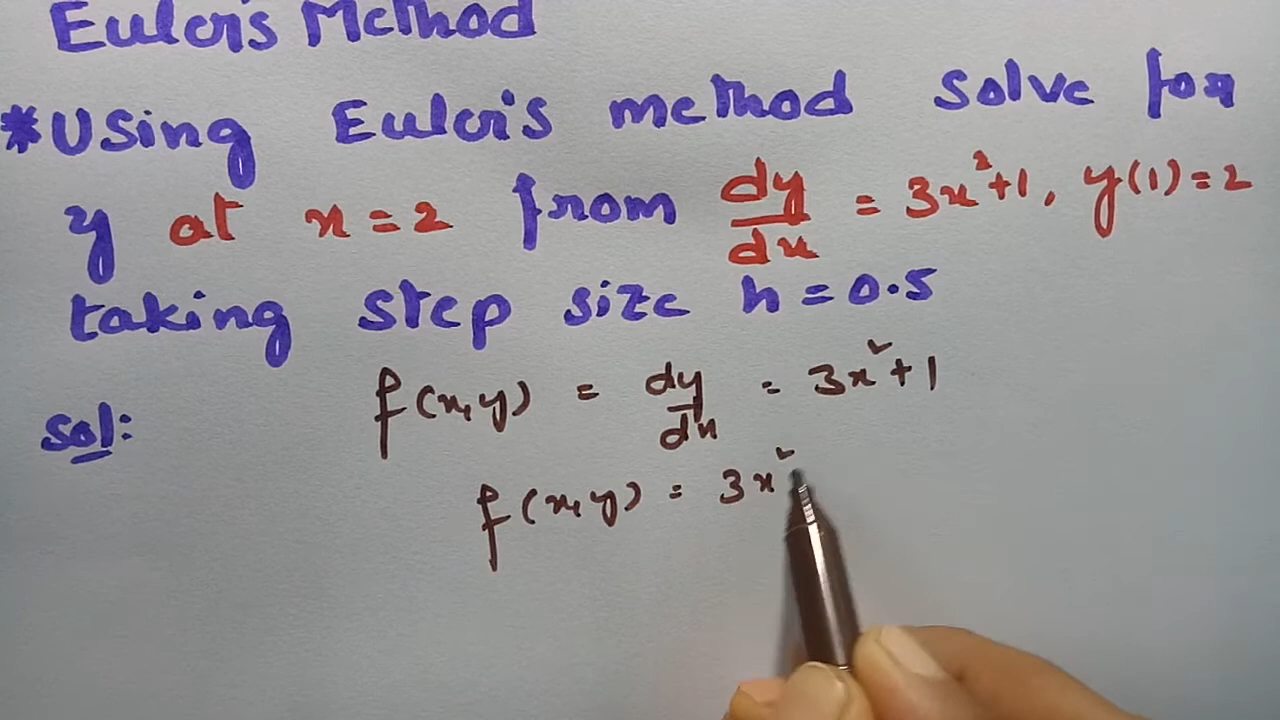 Euler's Method
*Using Euler's method solve for
y at x = 2 from dy/dx = 3x²+1, y(1) = 2
taking step size h = 0.5
Sol: f(x, y) = dy/dx = 3x² + 1
f(x, y) = 3x²